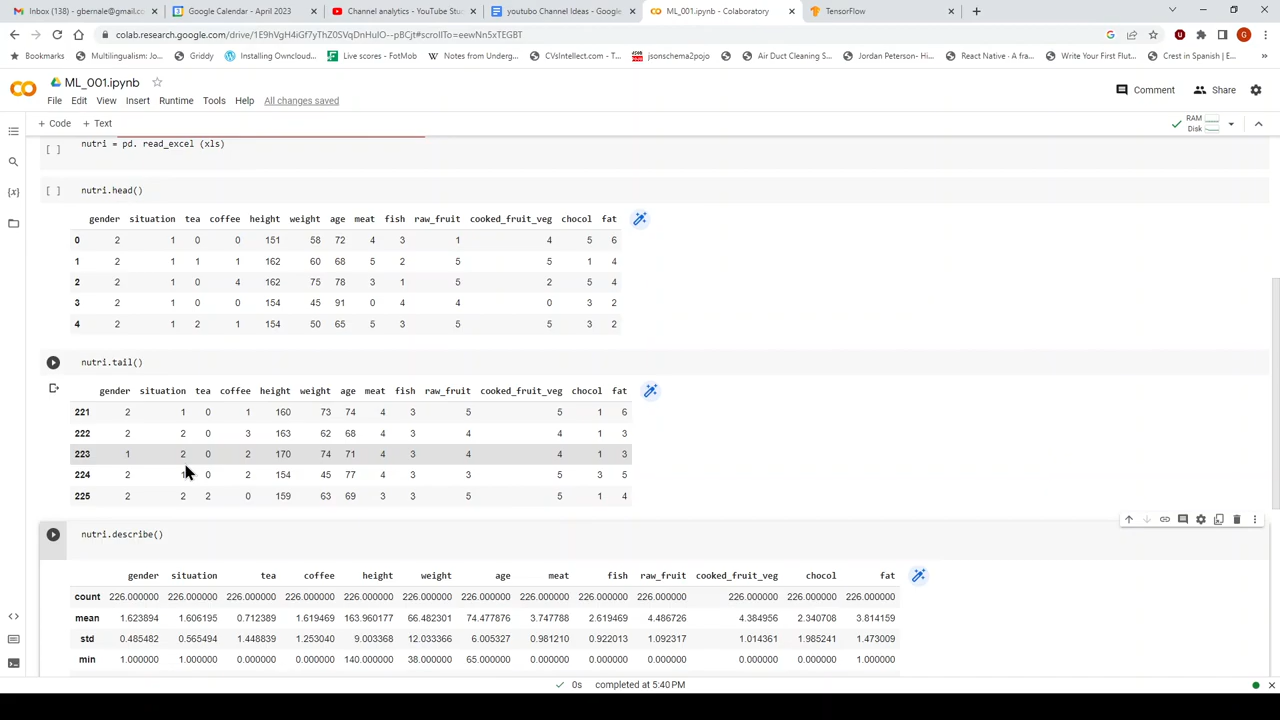 Inbox (138) - gbernale@gmail.c
Google Calendar - April 2023
Channel analytics - YouTube Stu
youtubo Channel Ideas - Google
ML_001.ipynb - Colaboratory
TensorFlow
colab.research.google.com/drive/1E9hVgH4iGf7yThZ0SVqDnHuIO--pBCjt#scrollTo=eewNnSxTEGBT
Bookmarks
Multilingualism: Jo...
Griddy
Installing Owncloud...
Live scores - FotMob
Notes from Underg...
CVsIntellect.com - T...
jsonschema2pojo
Air Duct Cleaning S...
Jordan Peterson- Hi...
React Native - A fra...
Write Your First Flut...
Crest in Spanish | E...
ML_001.ipynb
File Edit View Insert Runtime Tools Help All changes saved
Comment Share
+ Code + Text
RAM
Disk
[ ] nutri = pd. read_excel (xls)
[ ] nutri.head()
gender situation tea coffee height weight age meat fish raw_fruit cooked_fruit_veg chocol fat
0 2 1 0 0 151 58 72 4 3 1 4 5 6
1 2 1 1 1 162 60 68 5 2 5 5 1 4
2 2 1 0 4 162 75 78 3 1 5 2 5 4
3 2 1 0 0 154 45 91 0 4 4 0 3 2
4 2 1 2 1 154 50 65 5 3 5 5 3 2
nutri.tail()
gender situation tea coffee height weight age meat fish raw_fruit cooked_fruit_veg chocol fat
221 2 1 0 1 160 73 74 4 3 5 5 1 6
222 2 2 0 3 163 62 68 4 3 4 4 1 3
223 1 2 0 2 170 74 71 4 3 4 4 1 3
224 2 1 0 2 154 45 77 4 3 3 5 3 5
225 2 2 2 0 159 63 69 3 3 5 5 1 4
nutri.describe()
gender situation tea coffee height weight age meat fish raw_fruit cooked_fruit_veg chocol fat
count 226.000000 226.000000 226.000000 226.000000 226.000000 226.000000 226.000000 226.000000 226.000000 226.000000 226.000000 226.000000 226.000000
mean 1.623894 1.606195 0.712389 1.619469 163.960177 66.482301 74.477876 3.747788 2.619469 4.486726 4.384956 2.340708 3.814159
std 0.485482 0.565494 1.448839 1.253040 9.003368 12.033366 6.005327 0.981210 0.922013 1.092317 1.014361 1.985241 1.473009
min 1.000000 1.000000 0.000000 0.000000 140.000000 38.000000 65.000000 0.000000 0.000000 0.000000 0.000000 0.000000 1.000000
0s completed at 5:40 PM